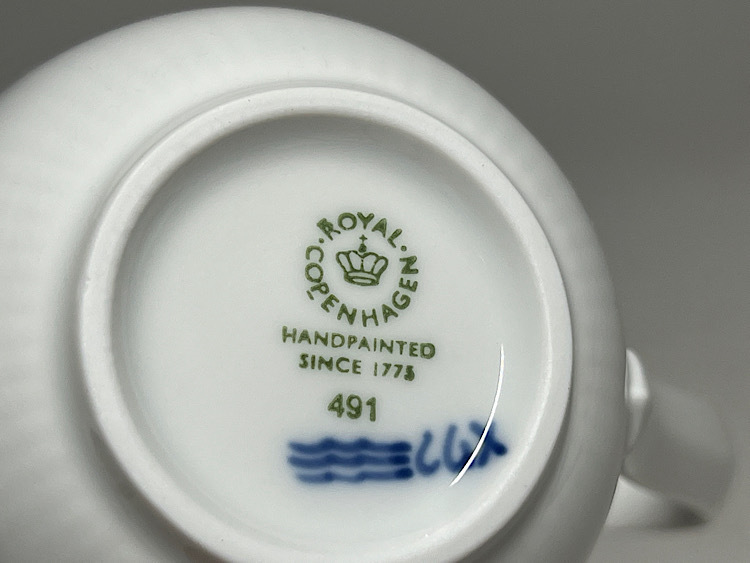 ROYAL
COPENHAGEN
HANDPAINTED
SINCE 1775
491